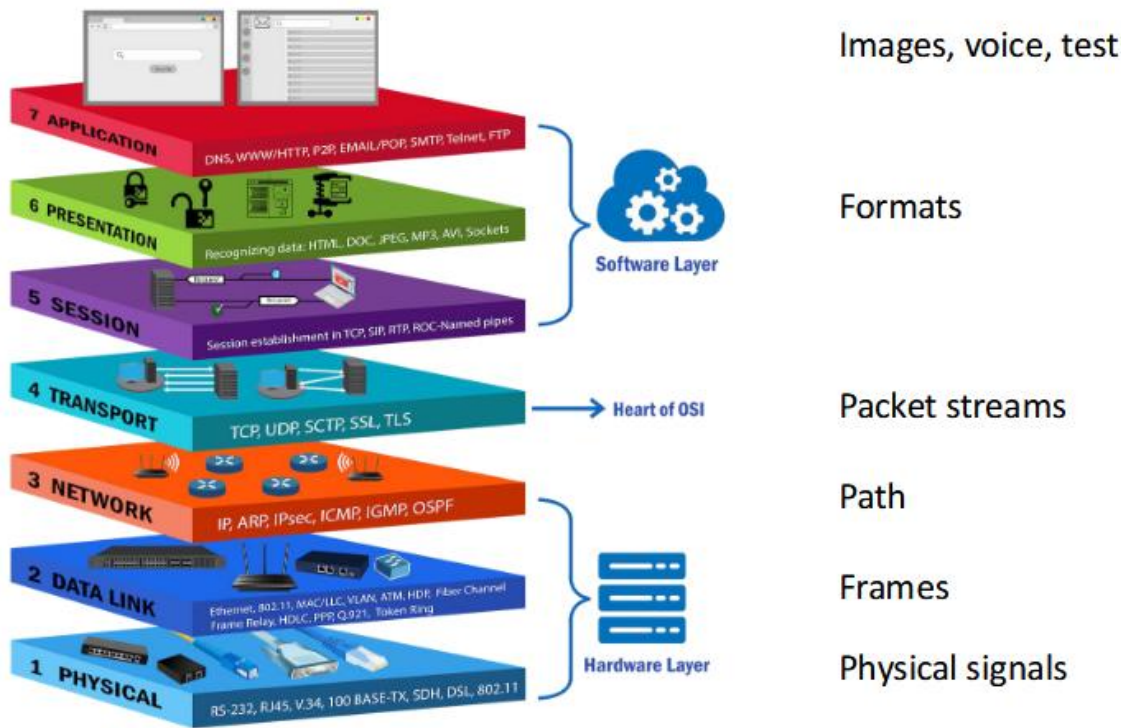 Images, voice, test
7 APPLICATION
DNS, WWW/HTTP, P2P, EMAIL/POP, SMTP, Telnet, FTP
6 PRESENTATION
Recognizing data: HTML, DOC, JPEG, MP3, AVI, Sockets
Software Layer
Formats
5 SESSION
Session establishment in TCP, SIP, RTP, ROC-Named pipes
4 TRANSPORT
TCP, UDP, SCTP, SSL, TLS
Heart of OSI
Packet streams
3 NETWORK
IP, ARP, IPsec, ICMP, IGMP, OSPF
Path
2 DATA LINK
Ethernet, 802.11, MAC/LLC, VLAN, ATM, HDP, Fiber Channel
Frame Relay, HDLC, PPP, Q.921, Token Ring
Frames
1 PHYSICAL
RS-232, RJ45, V.34, 100 BASE-TX, SDH, DSL, 802.11
Hardware Layer
Physical signals